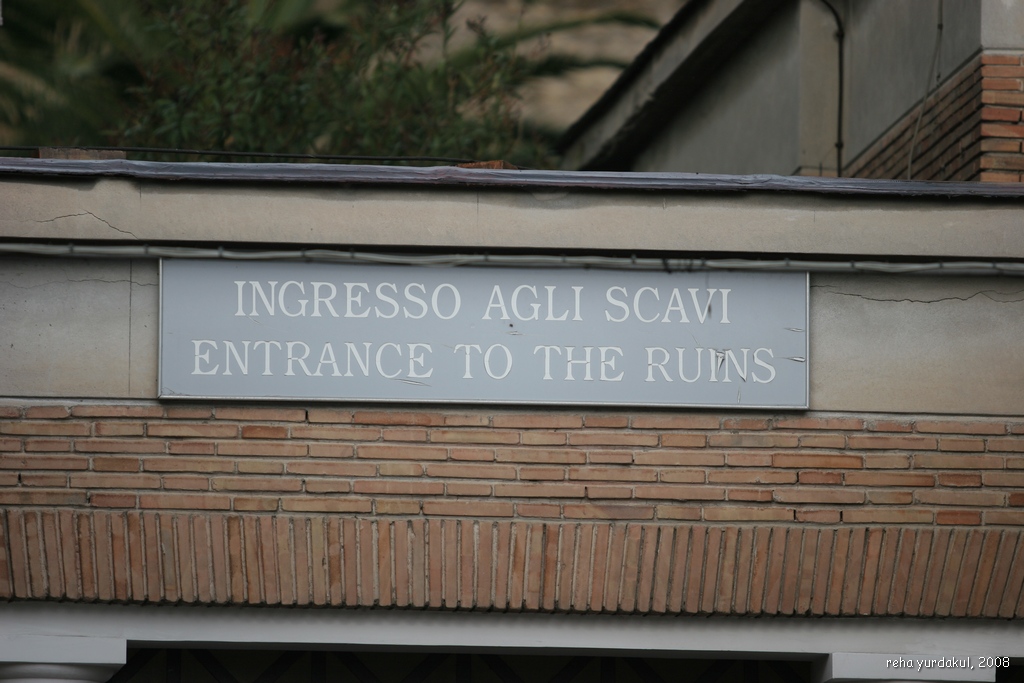 INGRESSO AGLI SCAVI
ENTRANCE TO THE RUINS
reha yurdakul, 2008